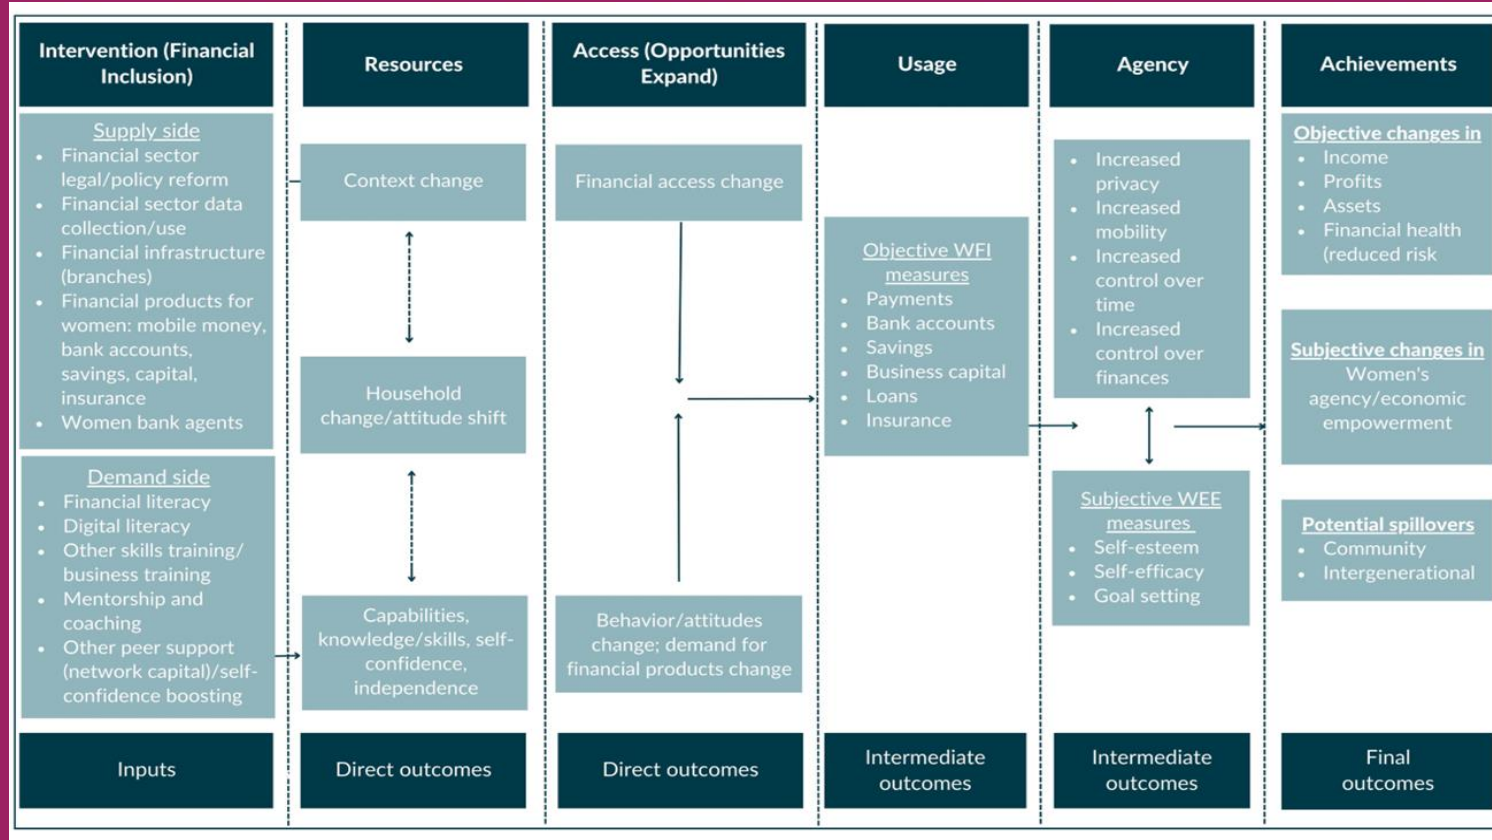 Intervention (Financial
Inclusion)
Resources
Access (Opportunities
Expand)
Usage
Agency
Achievements
Supply side
• Financial sector
legal/policy reform
• Financial sector data
collection/use
• Financial infrastructure
(branches)
• Financial products for
women: mobile money,
bank accounts,
savings, capital,
insurance
• Women bank agents
Demand side
• Financial literacy
• Digital literacy
• Other skills training/
business training
• Mentorship and
coaching
• Other peer support
(network capital)/self-
confidence boosting
Context change
Household
change/attitude shift
Capabilities,
knowledge/skills, self-
confidence,
independence
Financial access change
Behavior/attitudes
change; demand for
financial products change
Objective WFI
measures
• Payments
• Bank accounts
• Savings
• Business capital
• Loans
• Insurance
• Increased
privacy
• Increased
mobility
• Increased
control over
time
• Increased
control over
finances
Subjective WEE
measures
• Self-esteem
• Self-efficacy
• Goal setting
Objective changes in
• Income
• Profits
• Assets
• Financial health
(reduced risk
Subjective changes in
Women's
agency/economic
empowerment
Potential spillovers
• Community
• Intergenerational
Inputs
Direct outcomes
Direct outcomes
Intermediate
outcomes
Intermediate
outcomes
Final
outcomes